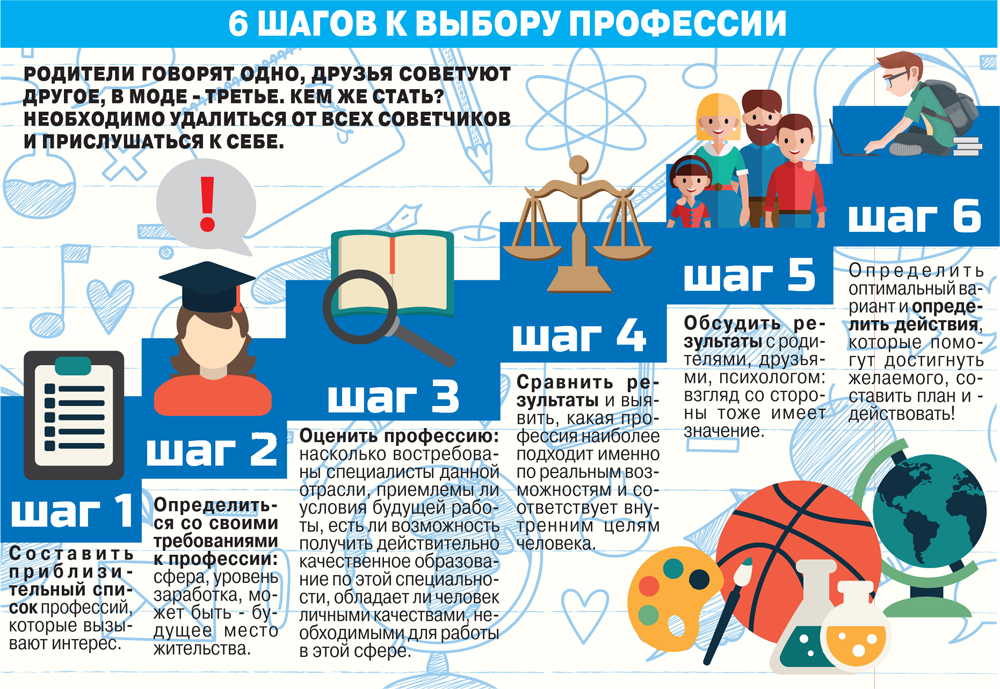 6 ШАГОВ К ВЫБОРУ ПРОФЕССИИ
РОДИТЕЛИ ГОВОРЯТ ОДНО, ДРУЗЬЯ СОВЕТУЮТ
ДРУГОЕ, В МОДЕ - ТРЕТЬЕ. КЕМ ЖЕ СТАТЬ?
НЕОБХОДИМО УДАЛИТЬСЯ ОТ ВСЕХ СОВЕТЧИКОВ
И ПРИСЛУШАТЬСЯ К СЕБЕ.
!
шаг 1
Составить
приблизи-
тельный спи-
сок профессий,
которые вызы-
вают интерес.
шаг 2
Определить-
ся со своими
требованиями
к профессии:
сфера, уровень
заработка, мо-
жет быть - бу-
дущее место
жительства.
шаг 3
Оценить профессию:
насколько востребова-
ны специалисты данной
отрасли, приемлемы ли
условия будущей рабо-
ты, есть ли возможность
получить действительно
качественное образова-
ние по этой специально-
сти, обладает ли человек
личными качествами, не-
обходимыми для работы
в этой сфере.
шаг 4
Сравнить ре-
зультаты и выя-
вить, какая про-
фессия наиболее
подходит именно
по реальным воз-
можностям и со-
ответствует вну-
тренним целям
человека.
шаг 5
Обсудить ре-
зультаты с роди-
телями, друзья-
ми, психологом:
взгляд со сторо-
ны тоже имеет
значение.
шаг 6
Определить
оптимальный ва-
риант и опреде-
лить действия,
которые помо-
гут достигнуть
желаемого, со-
ставить план и -
действовать!